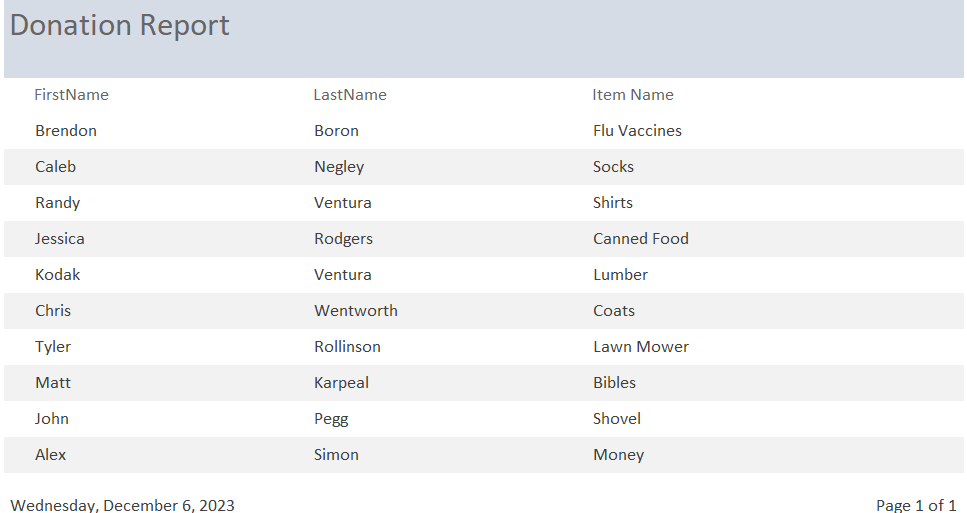 Donation Report
FirstName LastName Item Name
Brendon Boron Flu Vaccines
Caleb Negley Socks
Randy Ventura Shirts
Jessica Rodgers Canned Food
Kodak Ventura Lumber
Chris Wentworth Coats
Tyler Rollinson Lawn Mower
Matt Karpeal Bibles
John Pegg Shovel
Alex Simon Money
Wednesday, December 6, 2023 Page 1 of 1